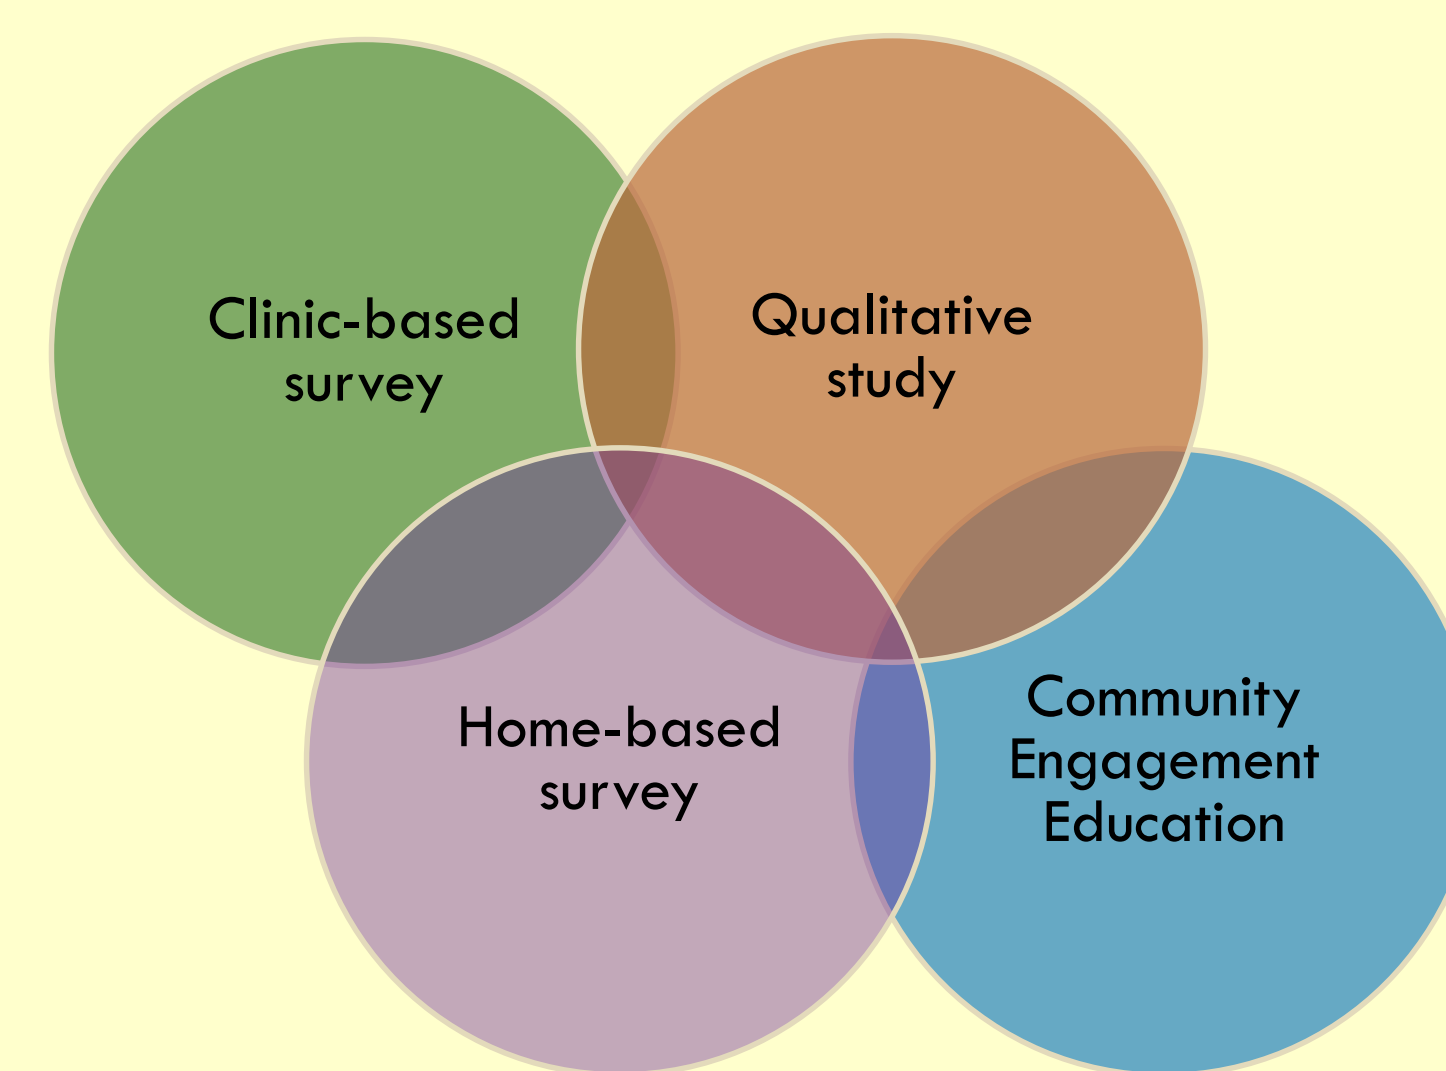 Clinic-based
survey
Qualitative
study
Home-based
survey
Community
Engagement
Education